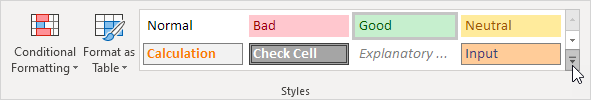 Conditional
Formatting
Format as
Table
Normal
Bad
Good
Neutral
Calculation
Check Cell
Explanatory ...
Input
Styles